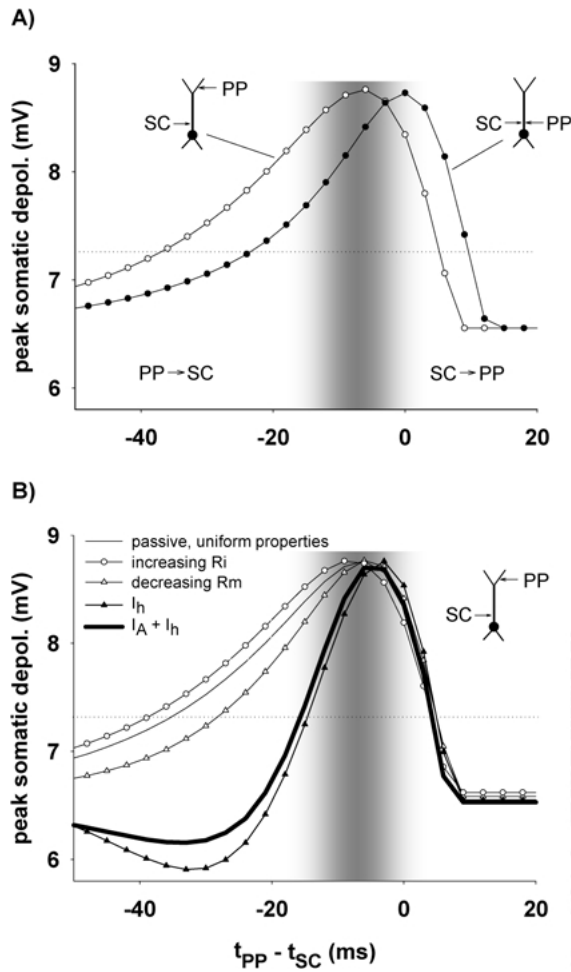 A)
9
8
7
6
peak somatic depol. (mV)
PP
SC
SC PP
PP→SC
SC→PP
-40 -20 0 20
B)
9
8
7
6
peak somatic depol. (mV)
passive, uniform properties
increasing Ri
decreasing Rm
Ih
IA + Ih
PP
SC
-40 -20 0 20
tPP - tSC (ms)